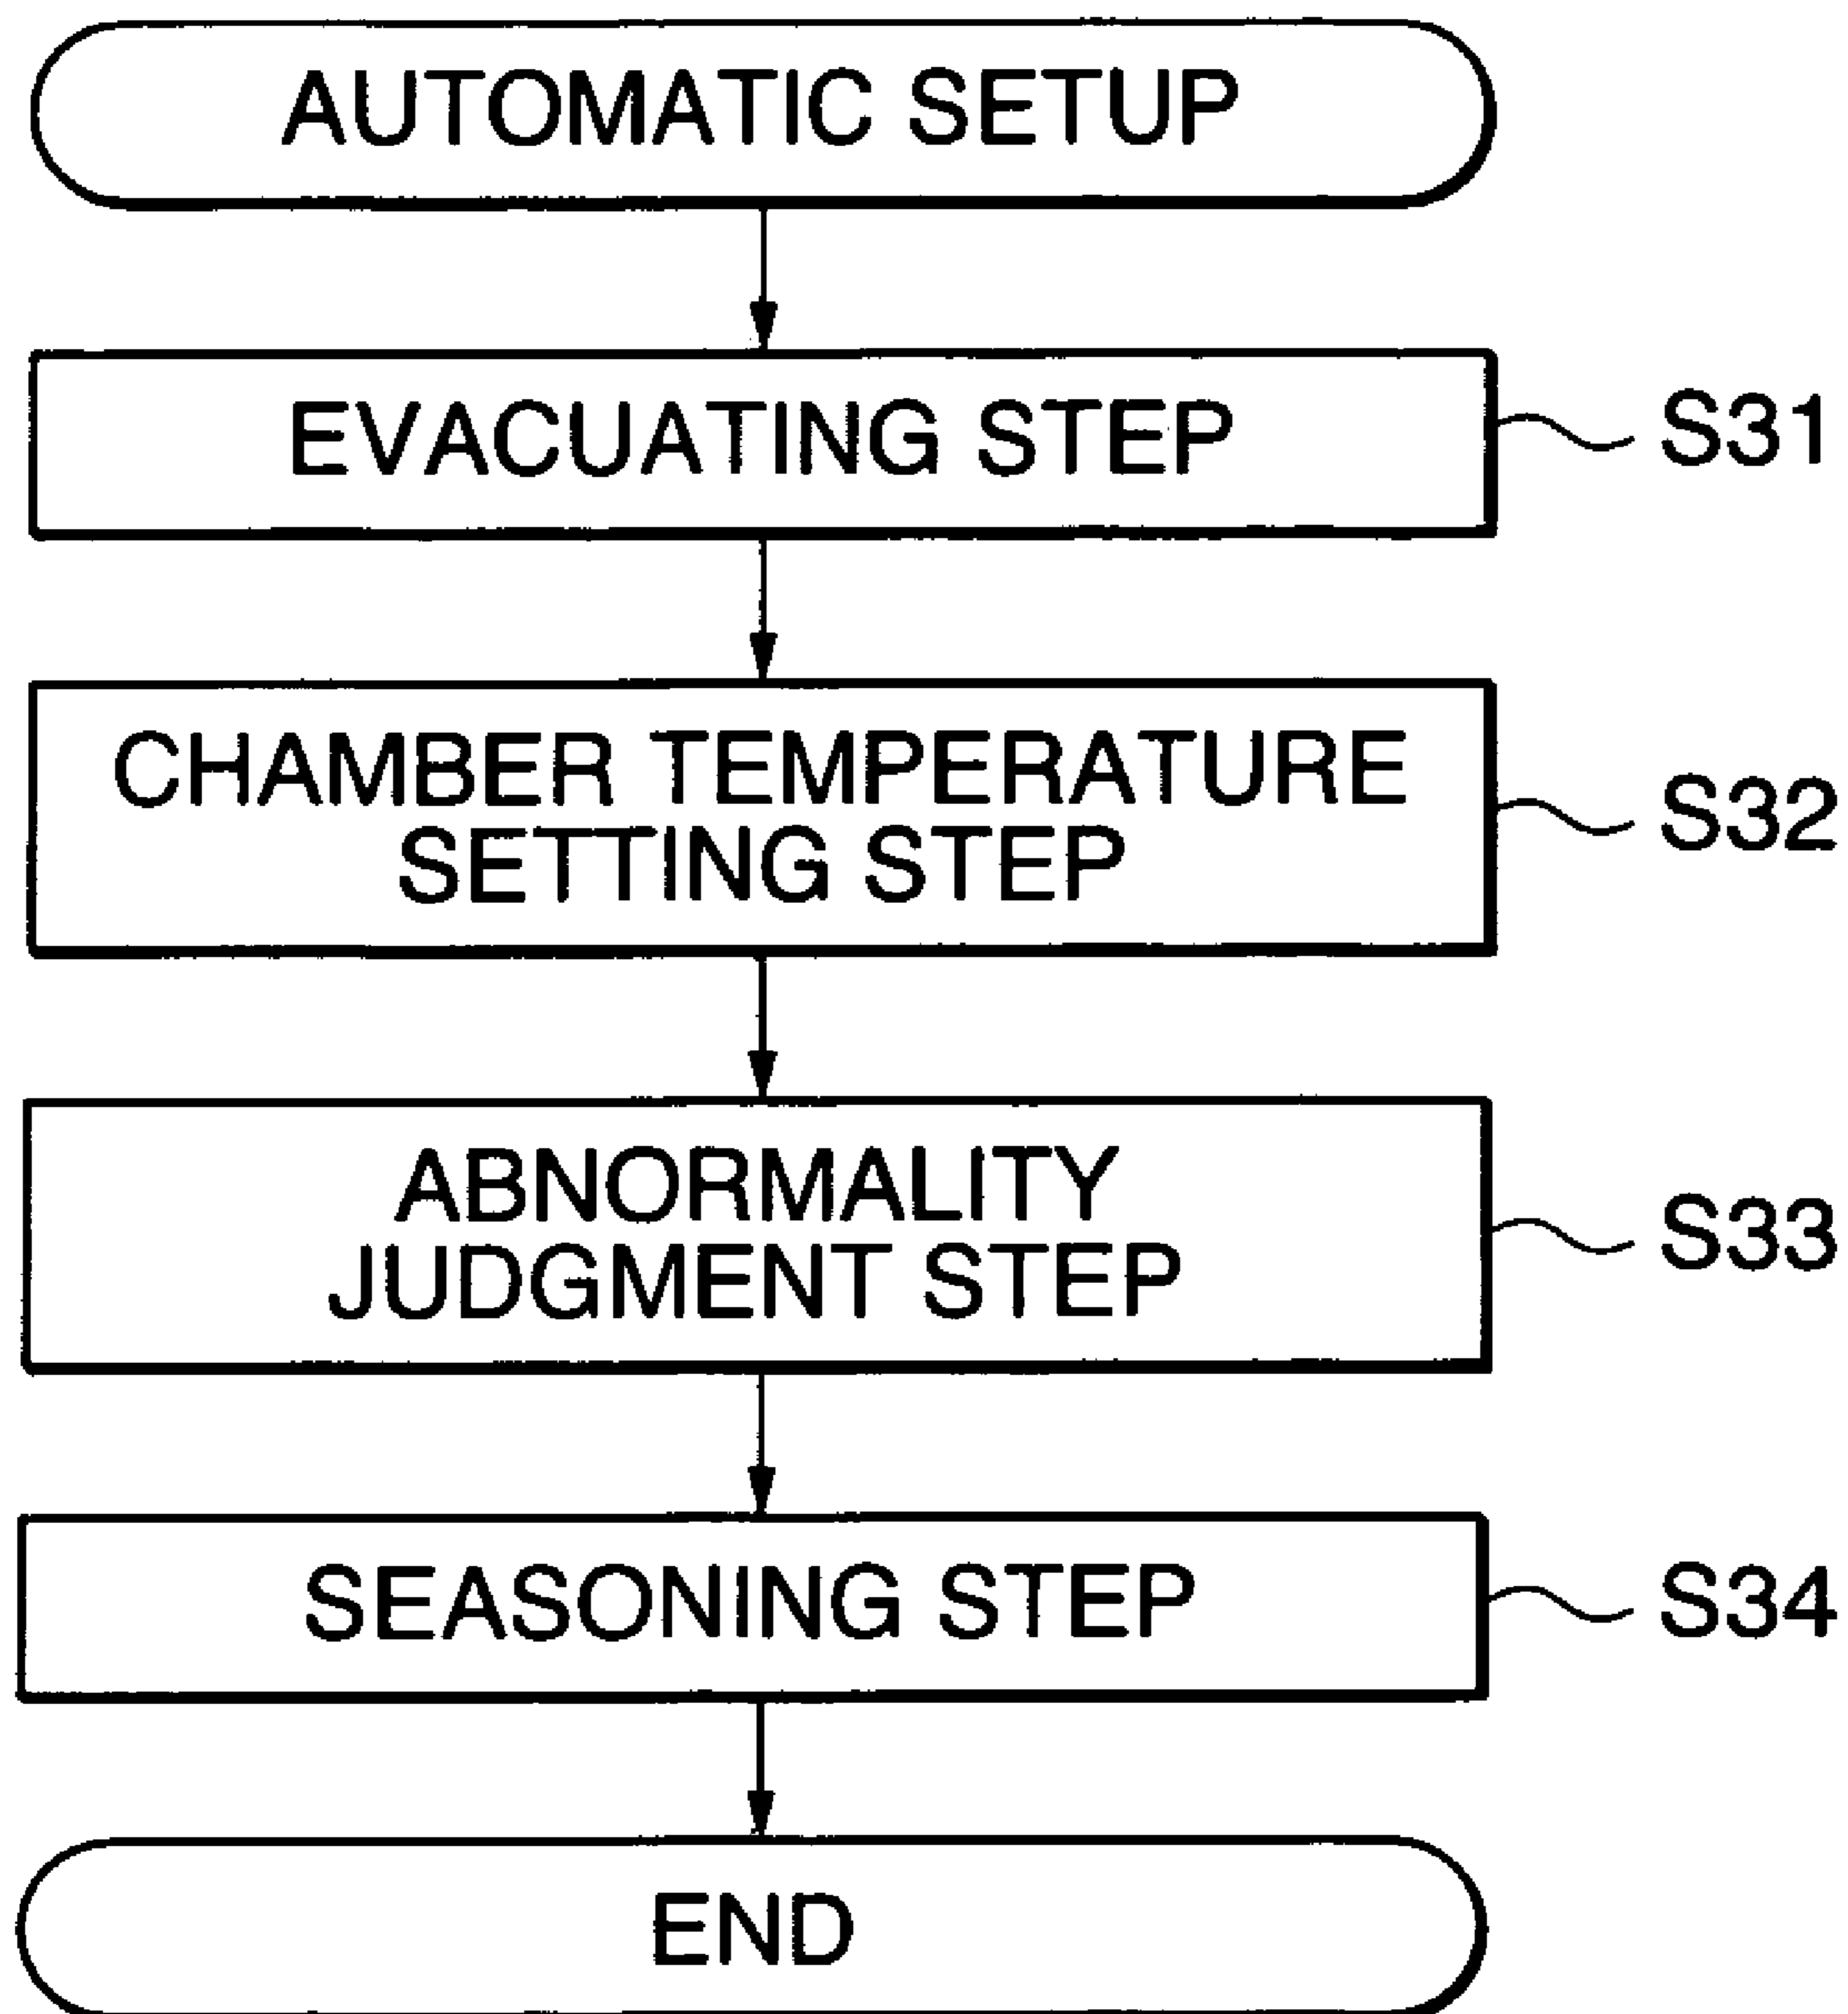 AUTOMATIC SETUP
EVACUATING STEP
S31
CHAMBER TEMPERATURE
SETTING STEP
S32
ABNORMALITY
JUDGMENT STEP
S33
SEASONING STEP
S34
END